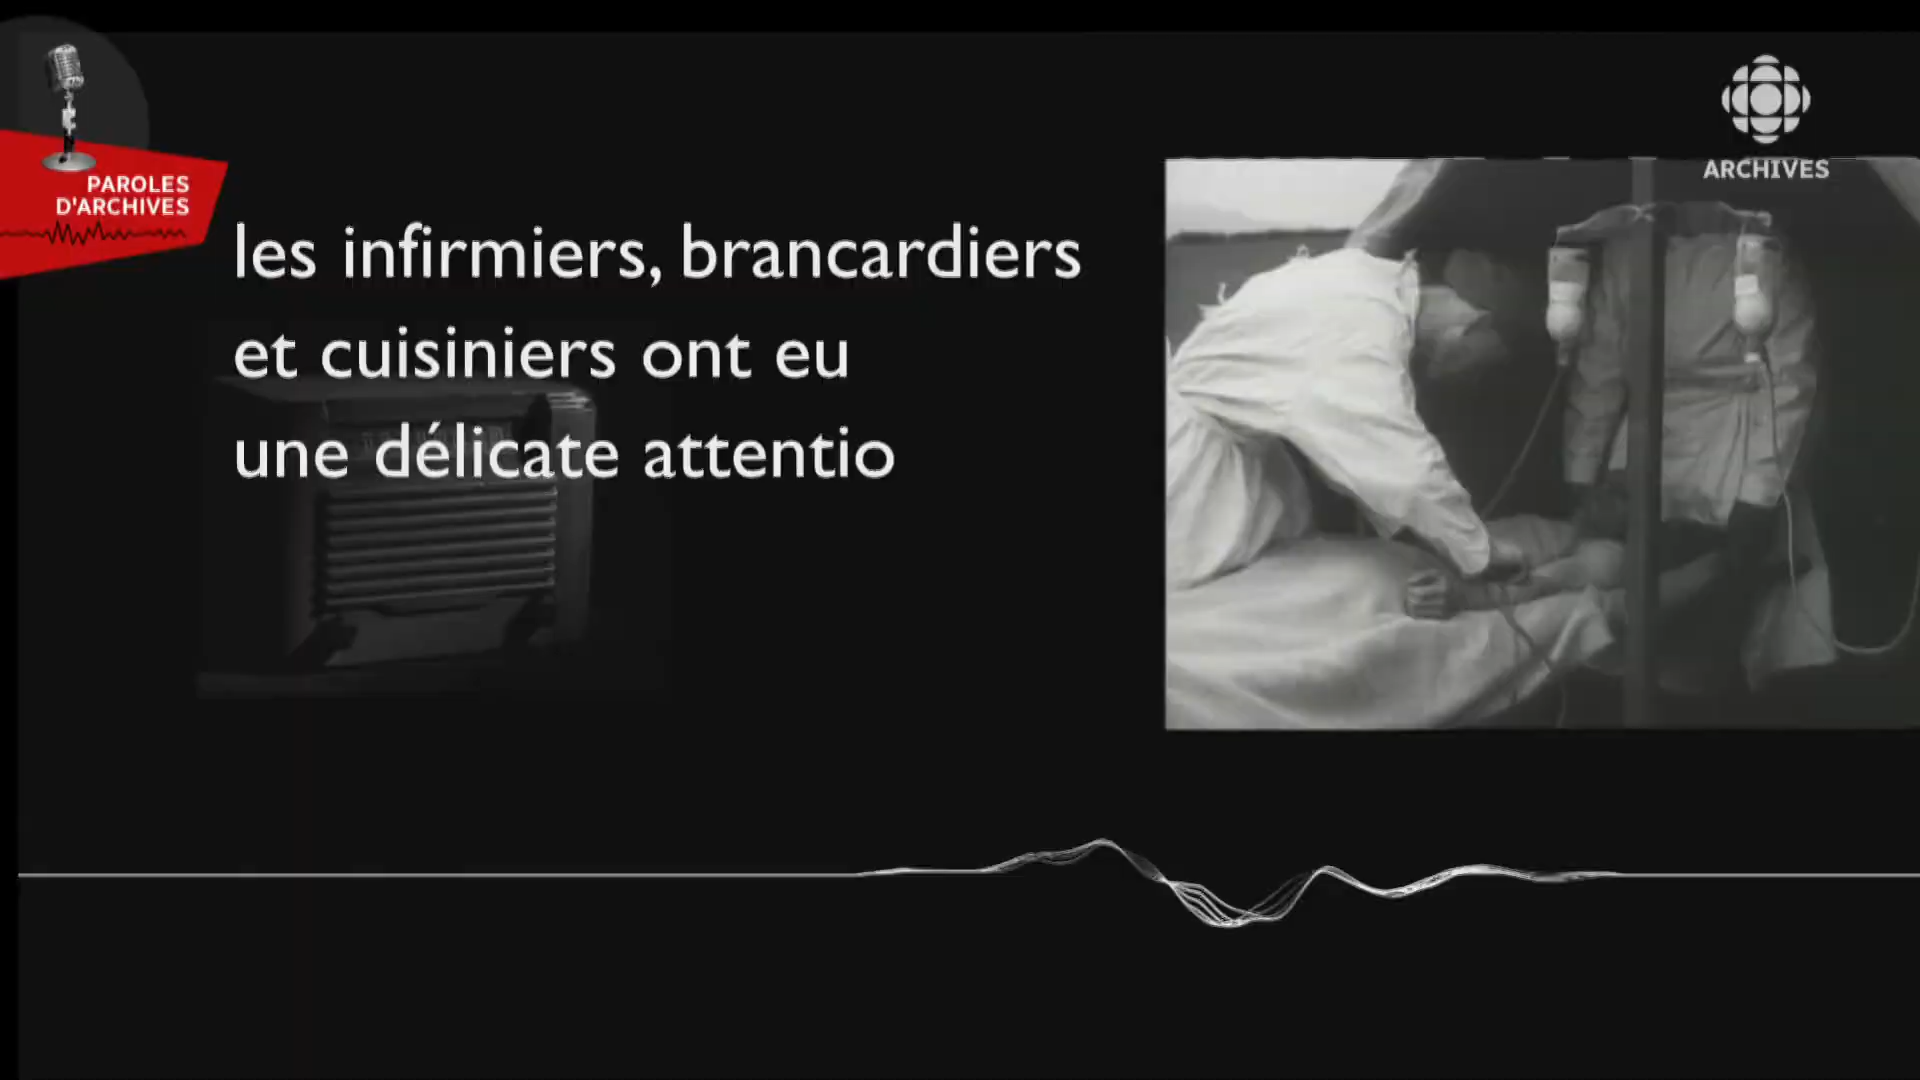 PAROLES
D'ARCHIVES
ARCHIVES
les infirmiers, brancardiers
et cuisiniers ont eu
une délicate attentio